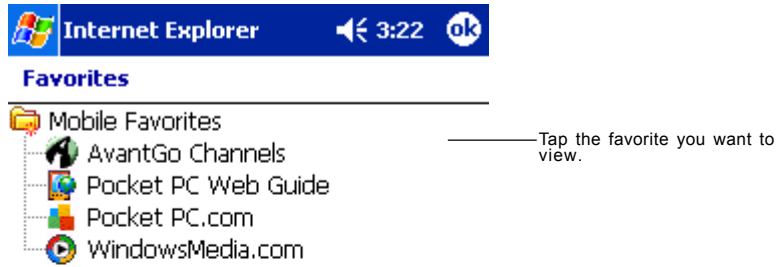 Internet Explorer 3:22 ok
Favorites
Mobile Favorites
AvantGo Channels
Pocket PC Web Guide
Pocket PC.com
WindowsMedia.com
Tap the favorite you want to
view.